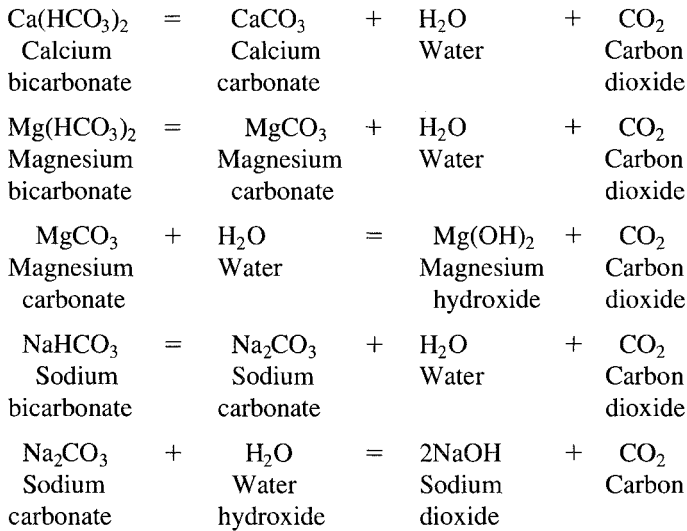 Ca(HCO₃)₂ = CaCO₃ + H₂O + CO₂
Calcium Calcium Water Carbon
bicarbonate carbonate dioxide
Mg(HCO₃)₂ = MgCO₃ + H₂O + CO₂
Magnesium Magnesium Water Carbon
bicarbonate carbonate dioxide
MgCO₃ + H₂O = Mg(OH)₂ + CO₂
Magnesium Water Magnesium Carbon
carbonate hydroxide dioxide
NaHCO₃ = Na₂CO₃ + H₂O + CO₂
Sodium Sodium Water Carbon
bicarbonate carbonate dioxide
Na₂CO₃ + H₂O = 2NaOH + CO₂
Sodium Water Sodium Carbon
carbonate hydroxide dioxide